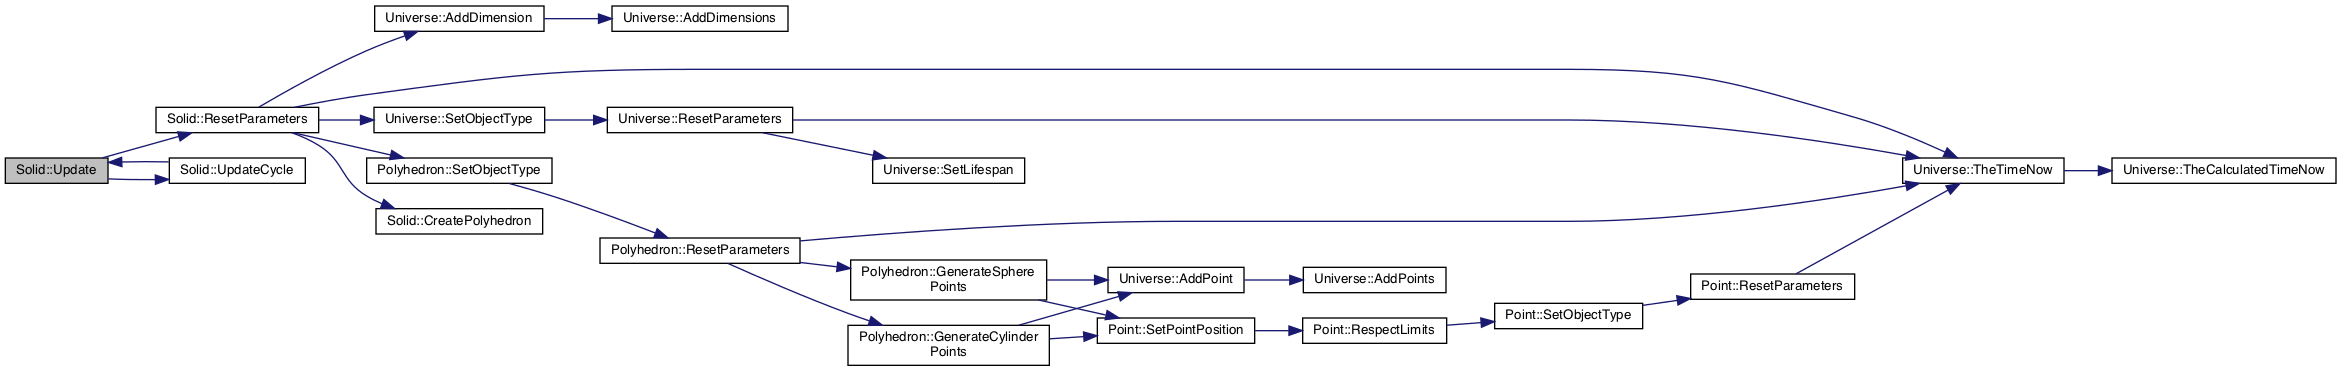 Universe::AddDimension
Universe::AddDimensions
Solid::ResetParameters
Universe::SetObjectType
Universe::ResetParameters
Solid::Update
Solid::UpdateCycle
Polyhedron::SetObjectType
Universe::SetLifespan
Universe::TheTimeNow
Universe::TheCalculatedTimeNow
Solid::CreatePolyhedron
Polyhedron::ResetParameters
Polyhedron::GenerateSphere
Points
Universe::AddPoint
Universe::AddPoints
Point::ResetParameters
Polyhedron::GenerateCylinder
Points
Point::SetPointPosition
Point::RespectLimits
Point::SetObjectType